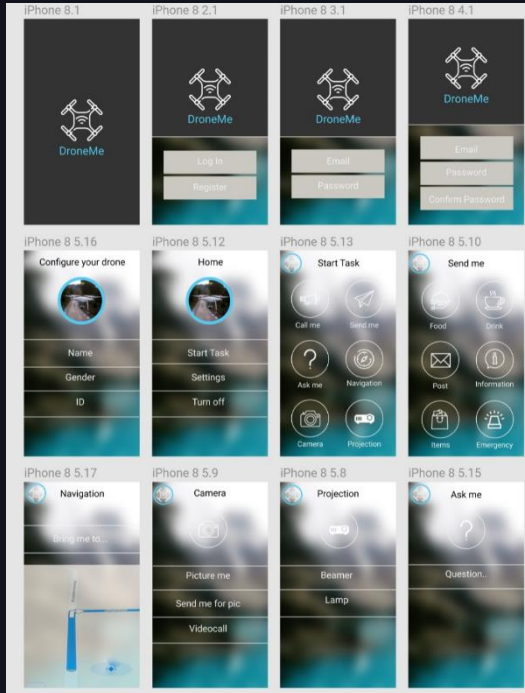 iPhone 8.1
iPhone 8 2.1
iPhone 8 3.1
iPhone 8 4.1
DroneMe
DroneMe
Log In
Register
DroneMe
Email
Password
DroneMe
Email
Password
Confirm Password
iPhone 8 5.16
iPhone 8 5.12
iPhone 8 5.13
iPhone 8 5.10
Configure your drone
Name
Gender
ID
Home
Start Task
Settings
Turn off
Start Task
Call me
Send me
Ask me
Navigation
Camera
Projection
Send me
Food
Drink
Post
Information
Items
Emergency
iPhone 8 5.17
iPhone 8 5.9
iPhone 8 5.8
iPhone 8 5.15
Navigation
Bring me to...
Camera
Picture me
Send me for pic
Videocall
Projection
Beamer
Lamp
Ask me
Question..